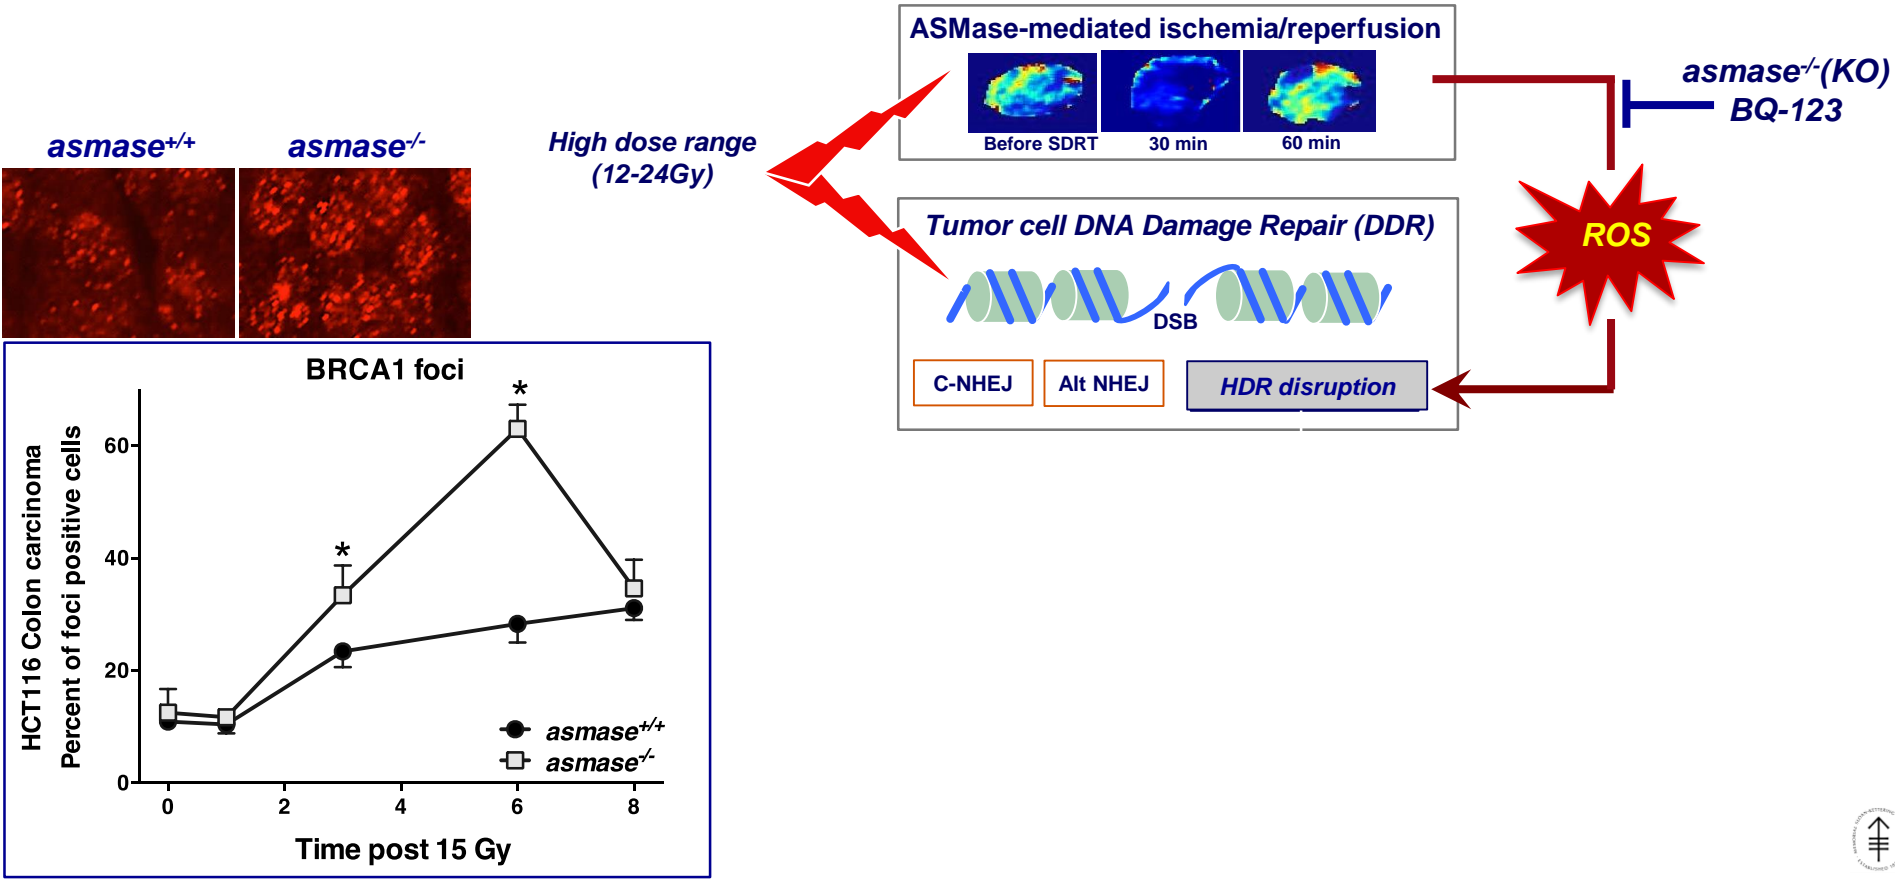 asmase+/+
asmase-/-
BRCA1 foci
*
*
HCT116 Colon carcinoma
Percent of foci positive cells
60
40
20
0
0 2 4 6 8
Time post 15 Gy
asmase+/+
asmase-/-
High dose range
(12-24Gy)
ASMase-mediated ischemia/reperfusion
Before SDRT 30 min 60 min
Tumor cell DNA Damage Repair (DDR)
DSB
C-NHEJ
Alt NHEJ
HDR disruption
asmase-/-(KO)
BQ-123
ROS